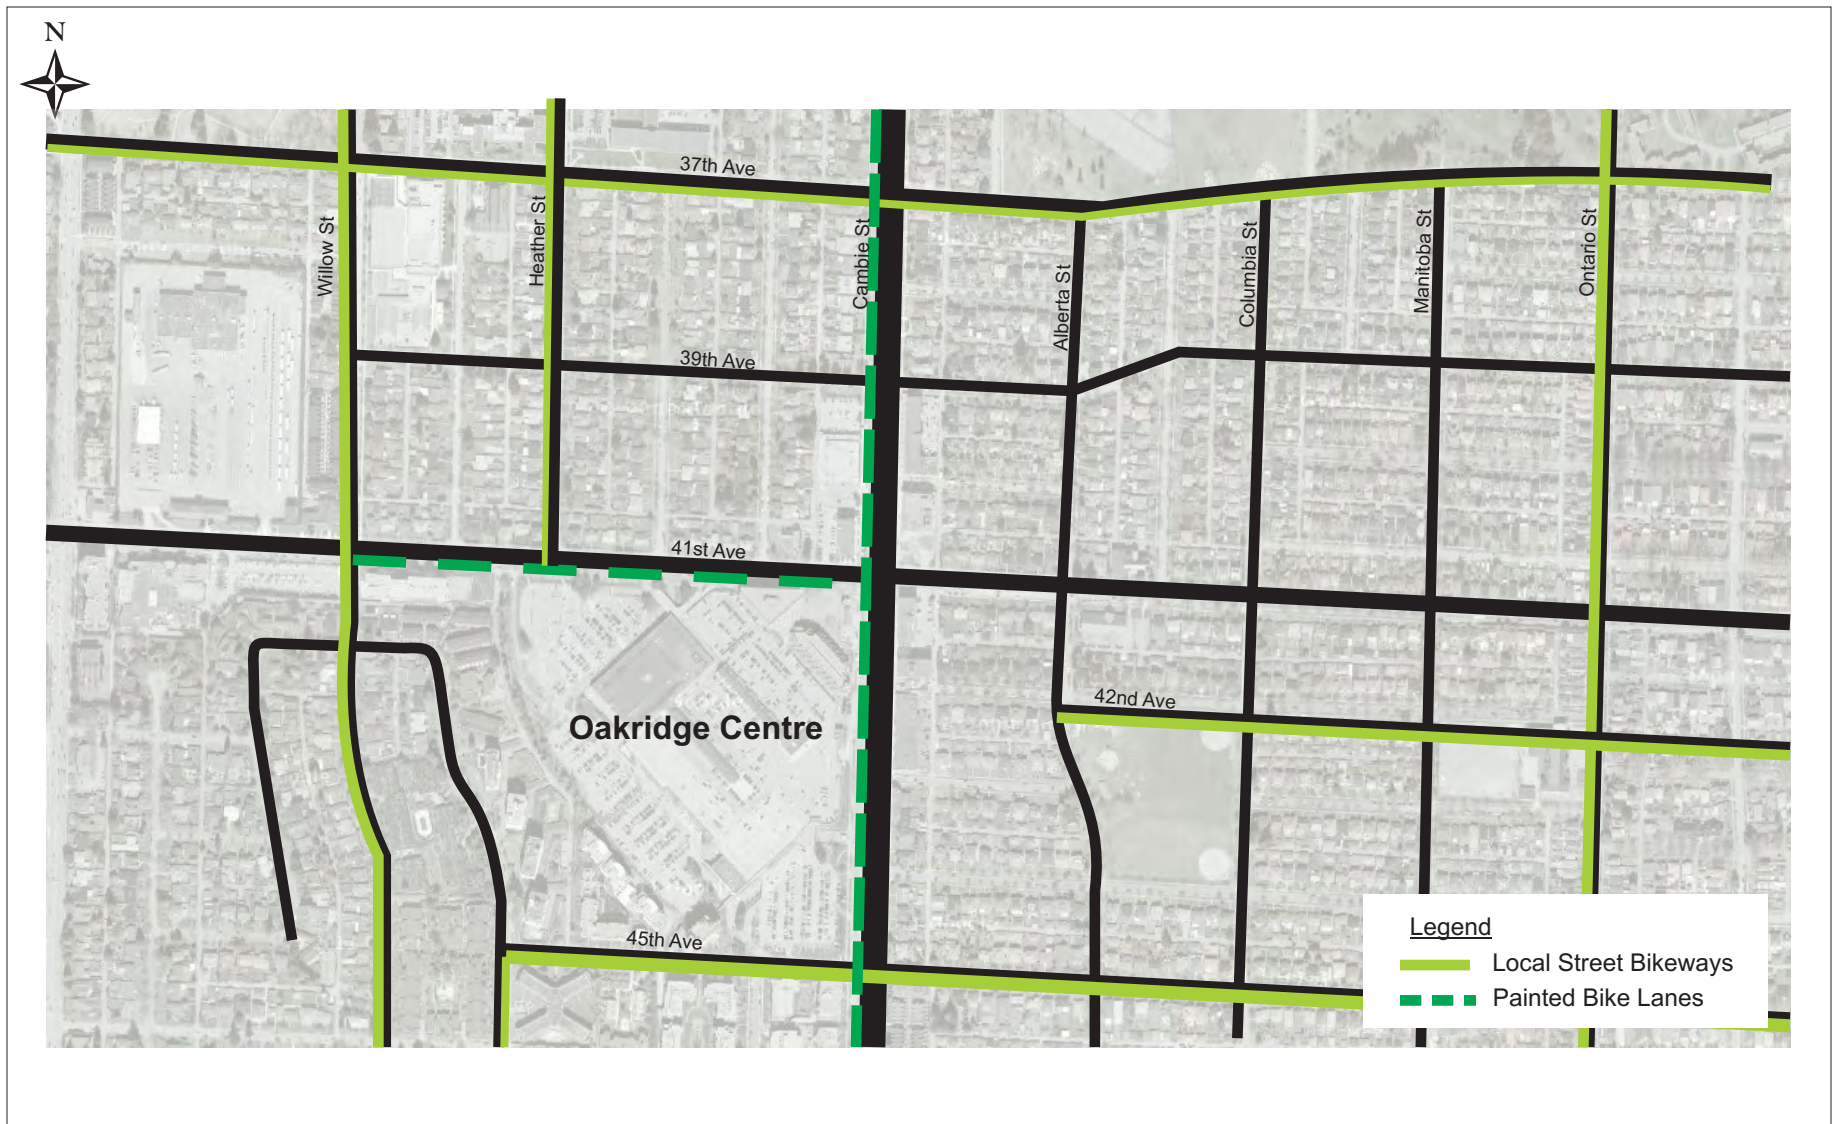 N
37th Ave
Willow St
Heather St
Cambie St
Alberta St
Columbia St
Manitoba St
Ontario St
39th Ave
41st Ave
42nd Ave
Oakridge Centre
45th Ave
Legend
Local Street Bikeways
Painted Bike Lanes